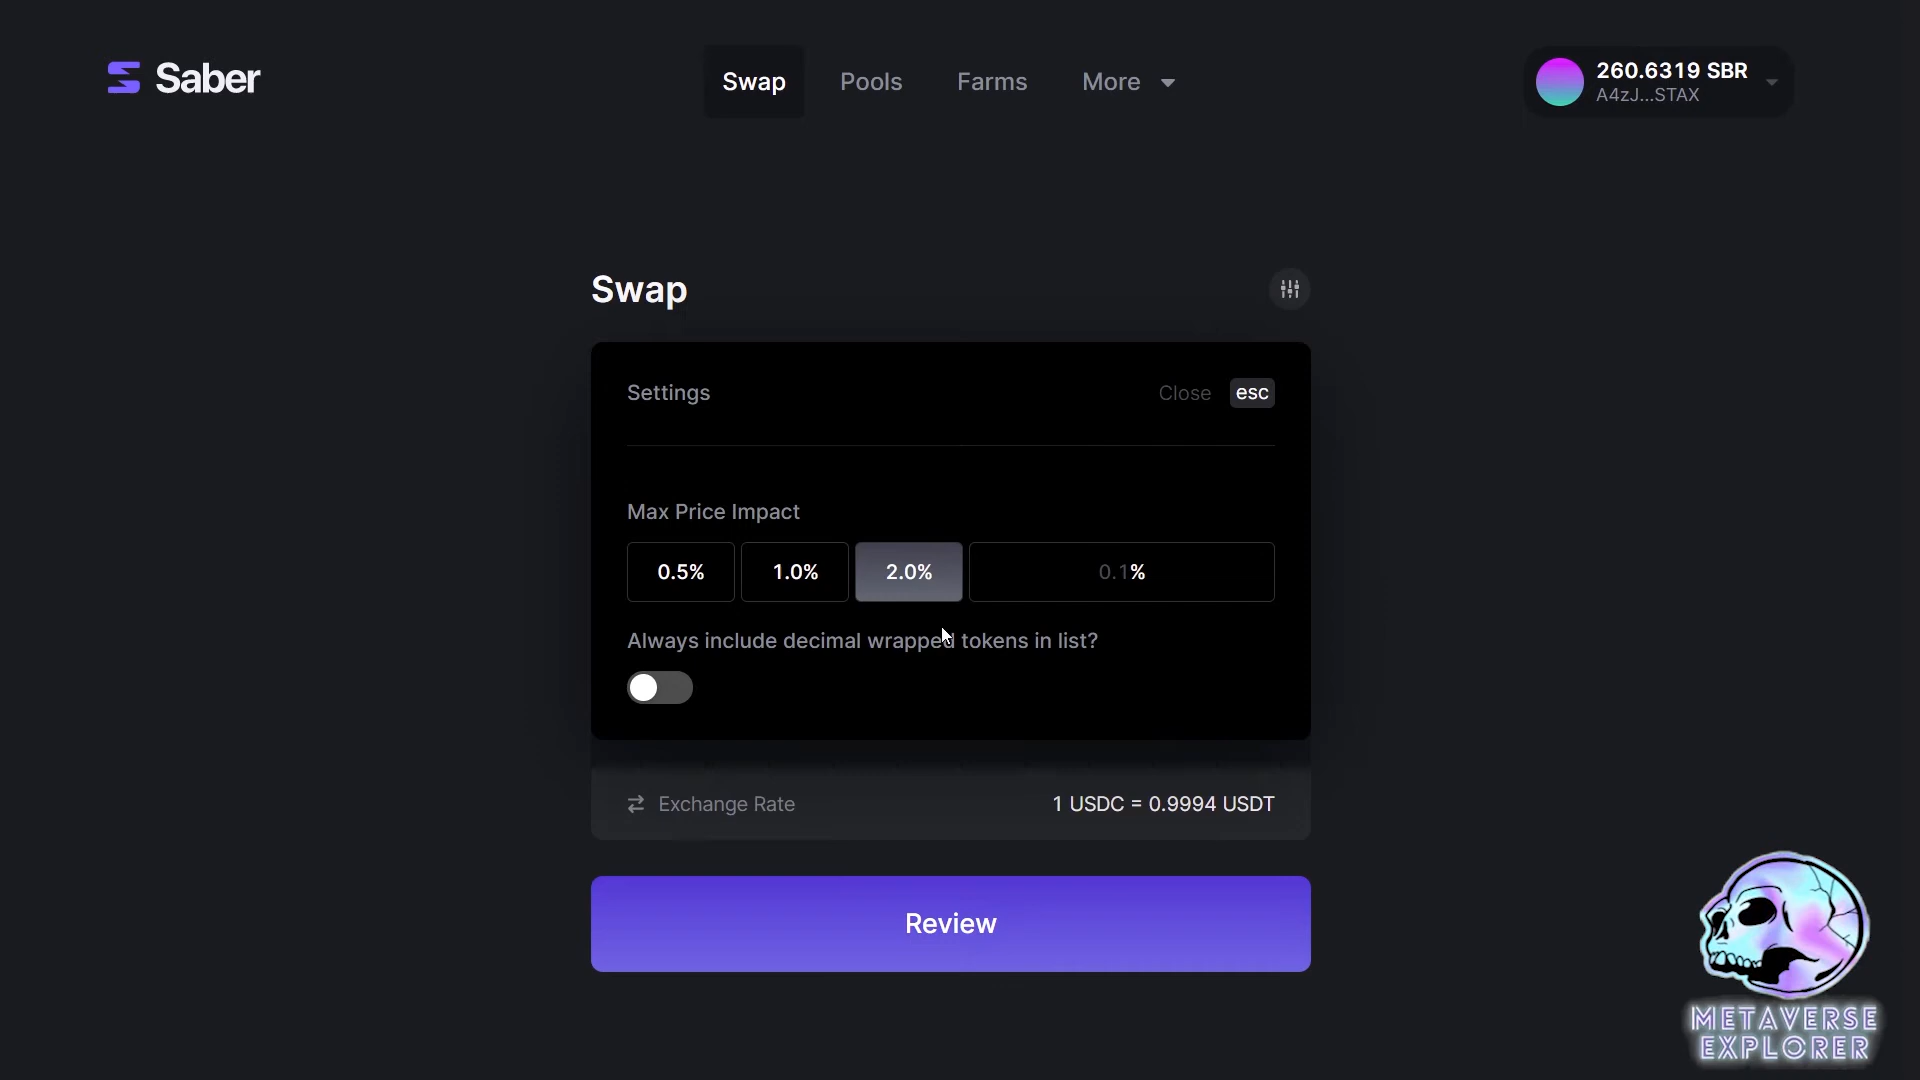 Saber
Swap
Pools
Farms
More
260.6319 SBR
A4zJ...STAX
Swap
Settings
Close esc
Max Price Impact
0.5%
1.0%
2.0%
0.1%
Always include decimal wrapped tokens in list?
Exchange Rate
1 USDC = 0.9994 USDT
Review
METAVERSE
EXPLORER